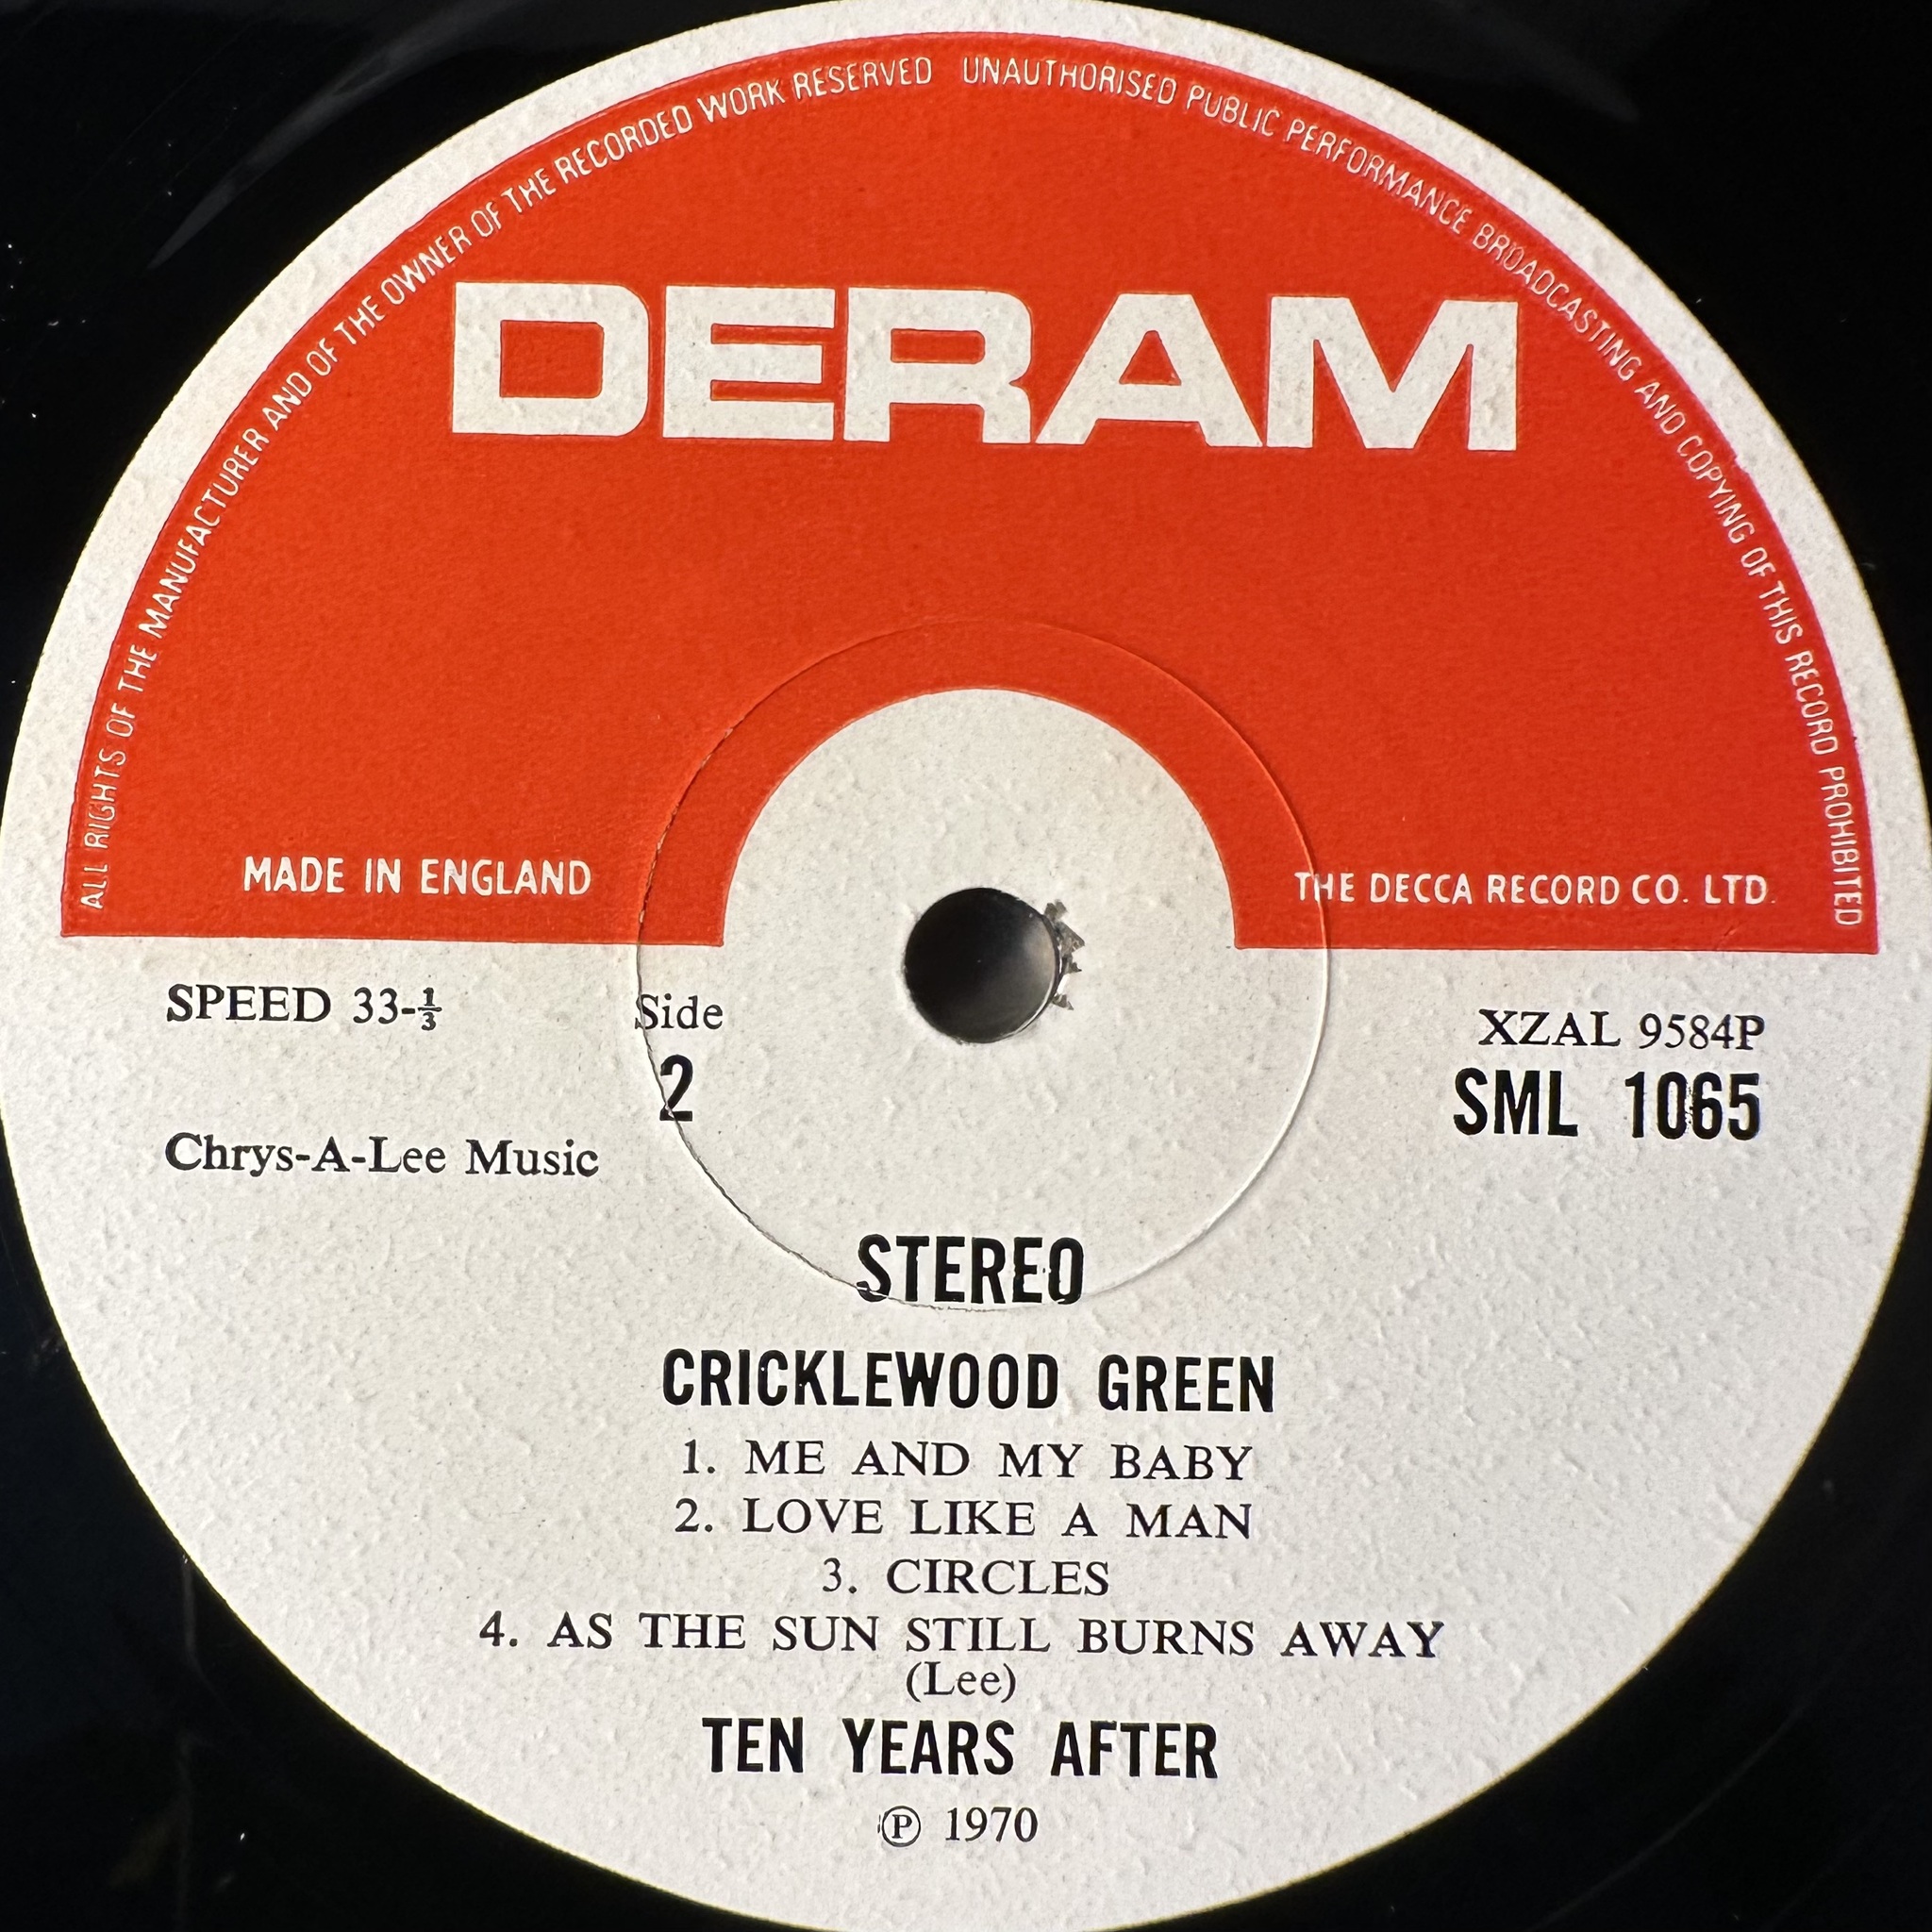 ALL RIGHTS OF THE MANUFACTURER AND OF THE OWNER OF THE RECORDED WORK RESERVED UNAUTHORISED PUBLIC PERFORMANCE BROADCASTING AND COPYING OF THIS RECORD PROHIBITED
DERAM
MADE IN ENGLAND
THE DECCA RECORD CO. LTD.
SPEED 33-⅓
Side
2
XZAL 9584P
SML 1065
Chrys-A-Lee Music
STEREO
CRICKLEWOOD GREEN
1. ME AND MY BABY
2. LOVE LIKE A MAN
3. CIRCLES
4. AS THE SUN STILL BURNS AWAY
(Lee)
TEN YEARS AFTER
℗ 1970